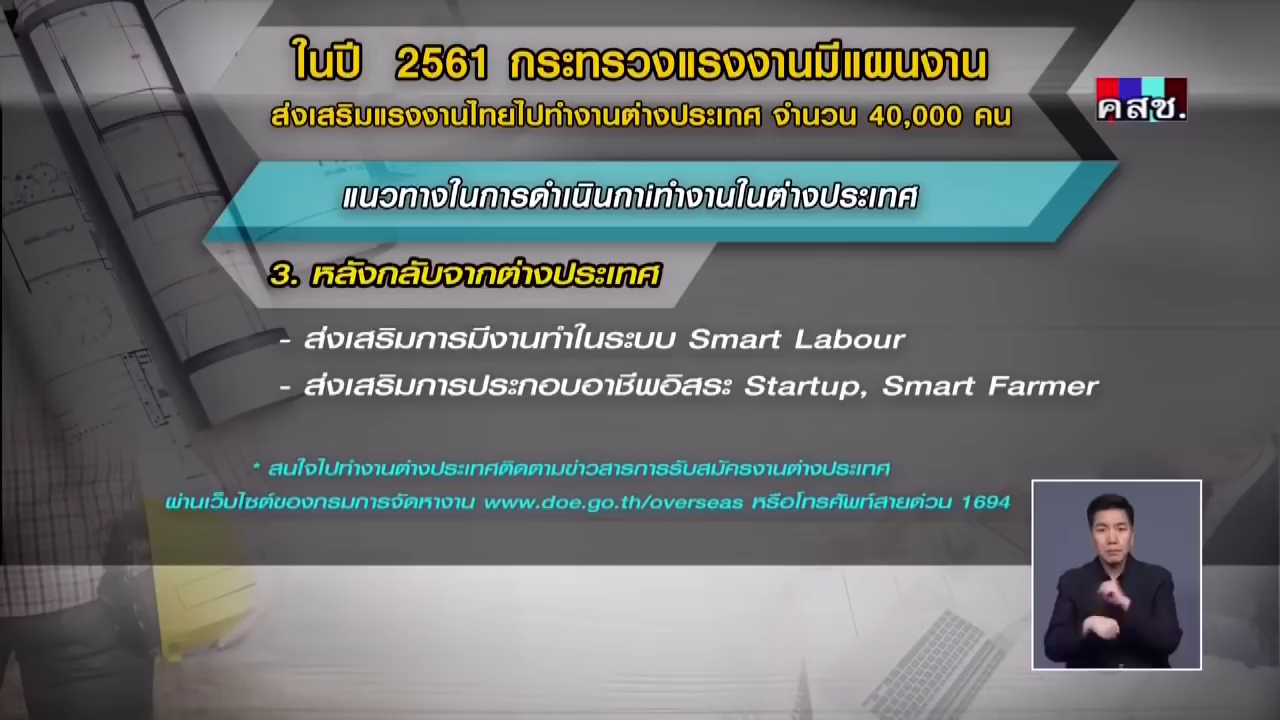 ในปี 2561 กระทรวงแรงงานมีแผนงาน
ส่งเสริมแรงงานไทยไปทำงานต่างประเทศ จำนวน 40,000 คน
คสช.
แนวทางในการดำเนินกาiทำงานในต่างประเทศ
3. หลังกลับจากต่างประเทศ
- ส่งเสริมการมีงานทำในระบบ Smart Labour
- ส่งเสริมการประกอบอาชีพอิสระ Startup, Smart Farmer
* สนใจไปทำงานต่างประเทศติดตามข่าวสารการรับสมัครงานต่างประเทศ
ผ่านเว็บไซต์ของกรมการจัดหางาน www.doe.go.th/overseas หรือโทรศัพท์สายด่วน 1694